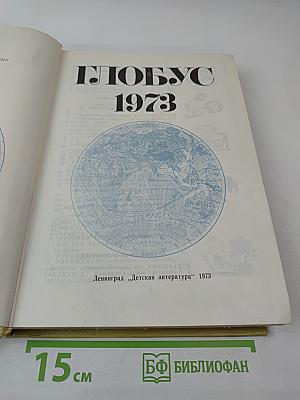 ГЛОБУС
1973
Ленинград „Детская литература" 1973
15 см
БФ БИБЛИОФАН